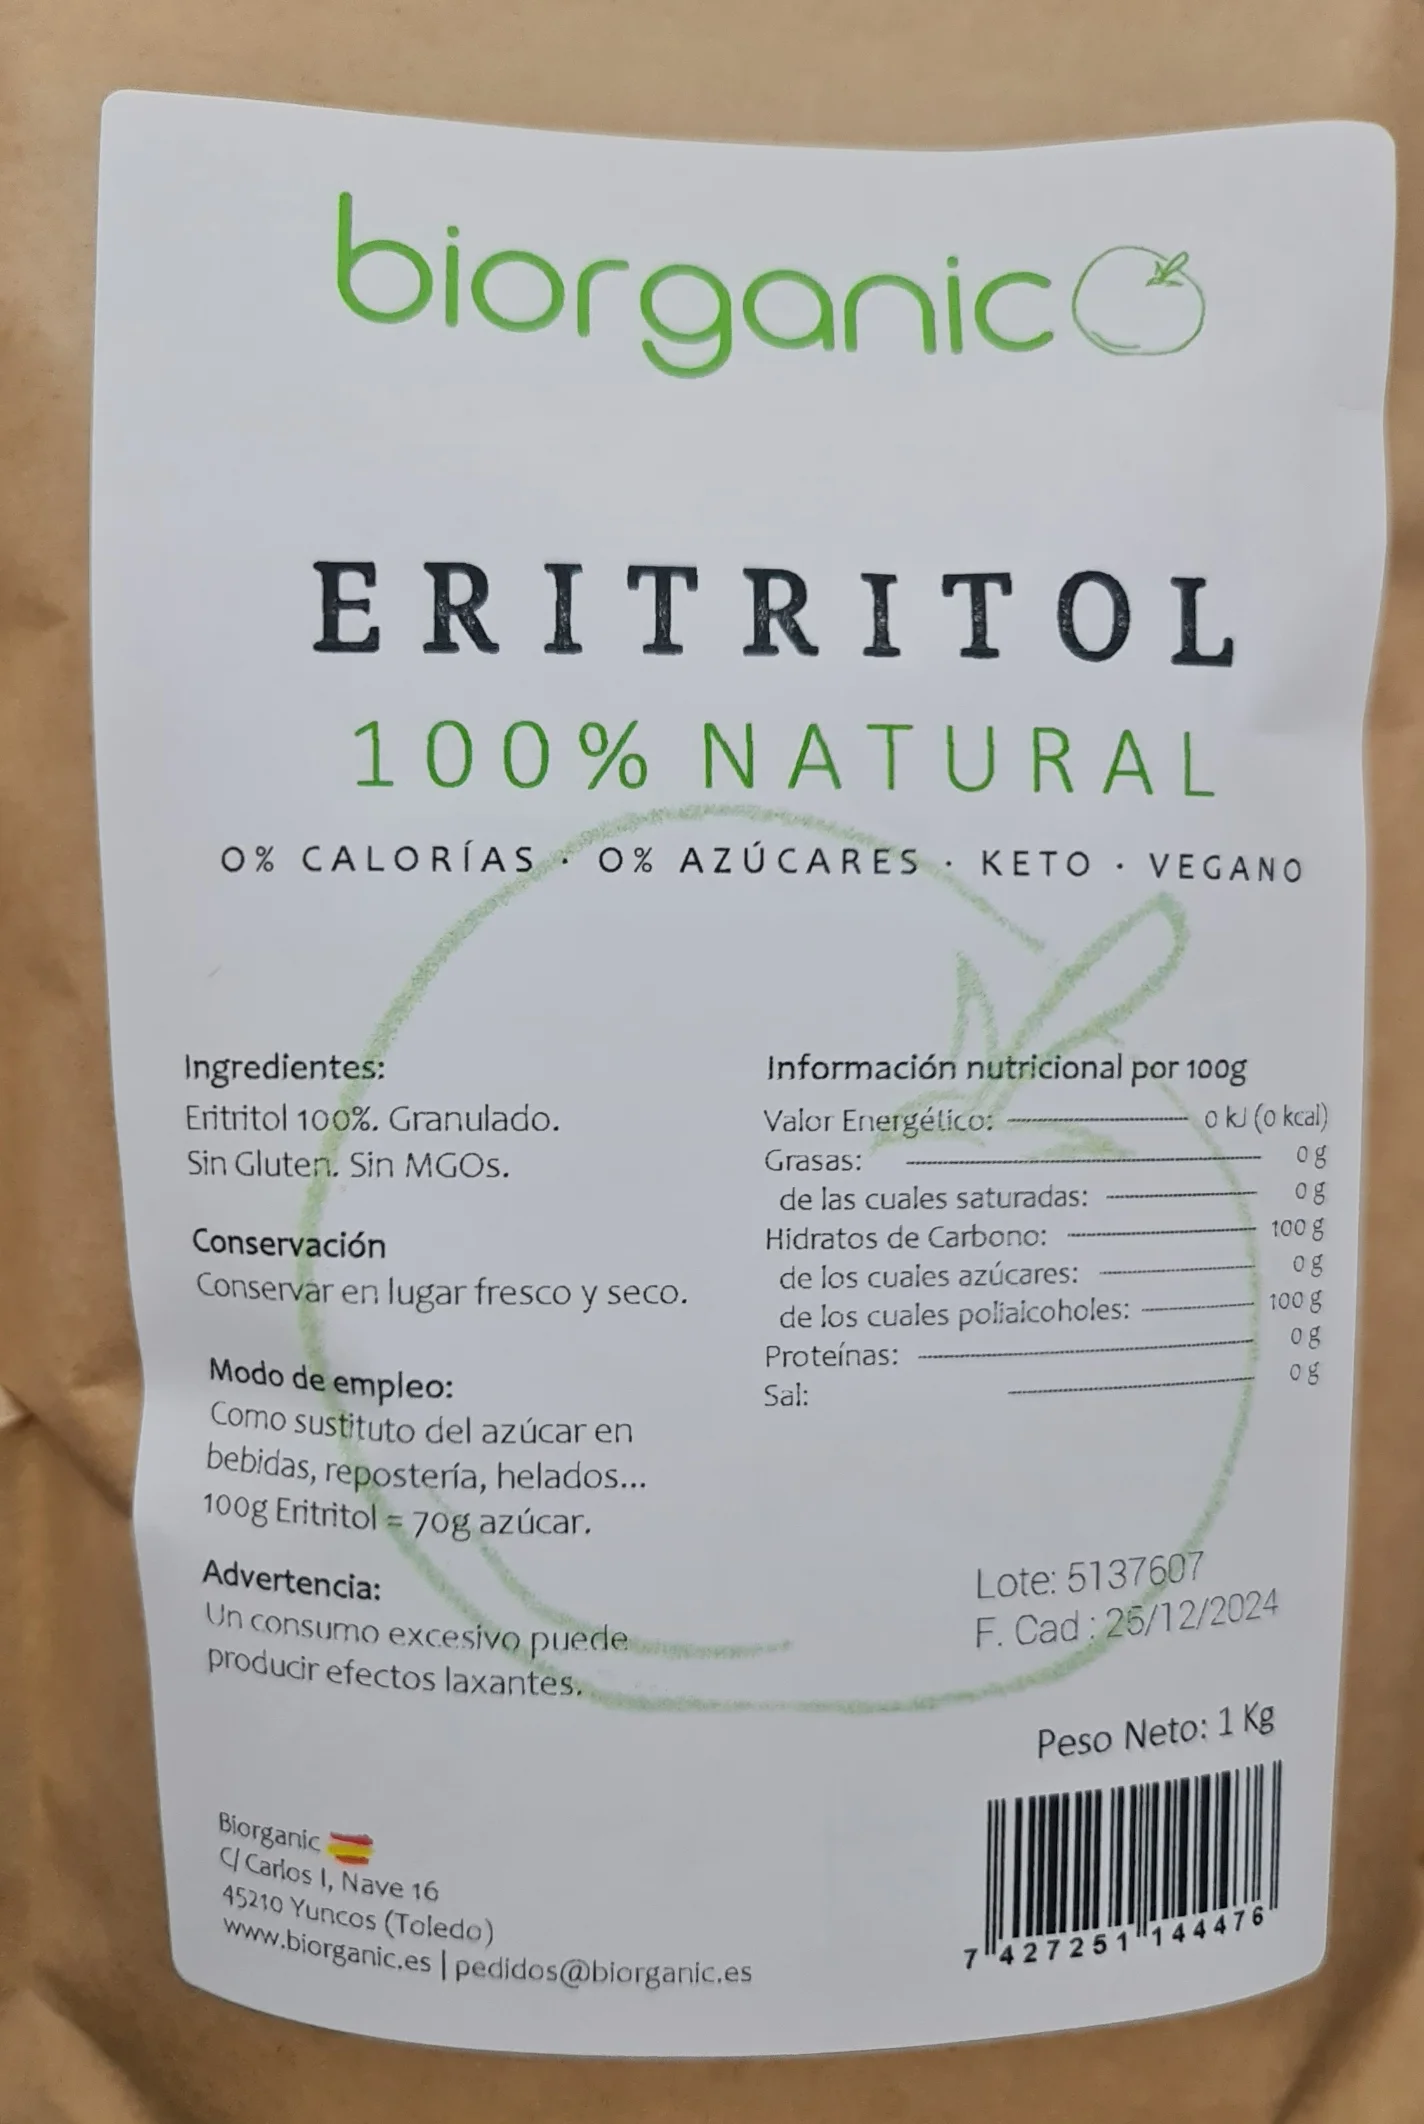 biorganic
ERITRITOL
100% NATURAL
0% CALORÍAS · 0% AZÚCARES · KETO · VEGANO
Ingredientes:
Eritritol 100%. Granulado.
Sin Gluten. Sin MGOs.
Conservación
Conservar en lugar fresco y seco.
Modo de empleo:
Como sustituto del azúcar en
bebidas, repostería, helados...
100g Eritritol = 70g azúcar.
Advertencia:
Un consumo excesivo puede
producir efectos laxantes.
Información nutricional por 100g
Valor Energético: 0 kJ (0 kcal)
Grasas: 0 g
de las cuales saturadas: 0 g
Hidratos de Carbono: 100 g
de los cuales azúcares: 0 g
de los cuales polialcoholes: 100 g
Proteínas: 0 g
Sal: 0 g
Lote: 5137607
F. Cad : 25/12/2024
Peso Neto: 1 Kg
7 427251 144476
Biorganic
C/ Carlos I, Nave 16
45210 Yuncos (Toledo)
www.biorganic.es | pedidos@biorganic.es